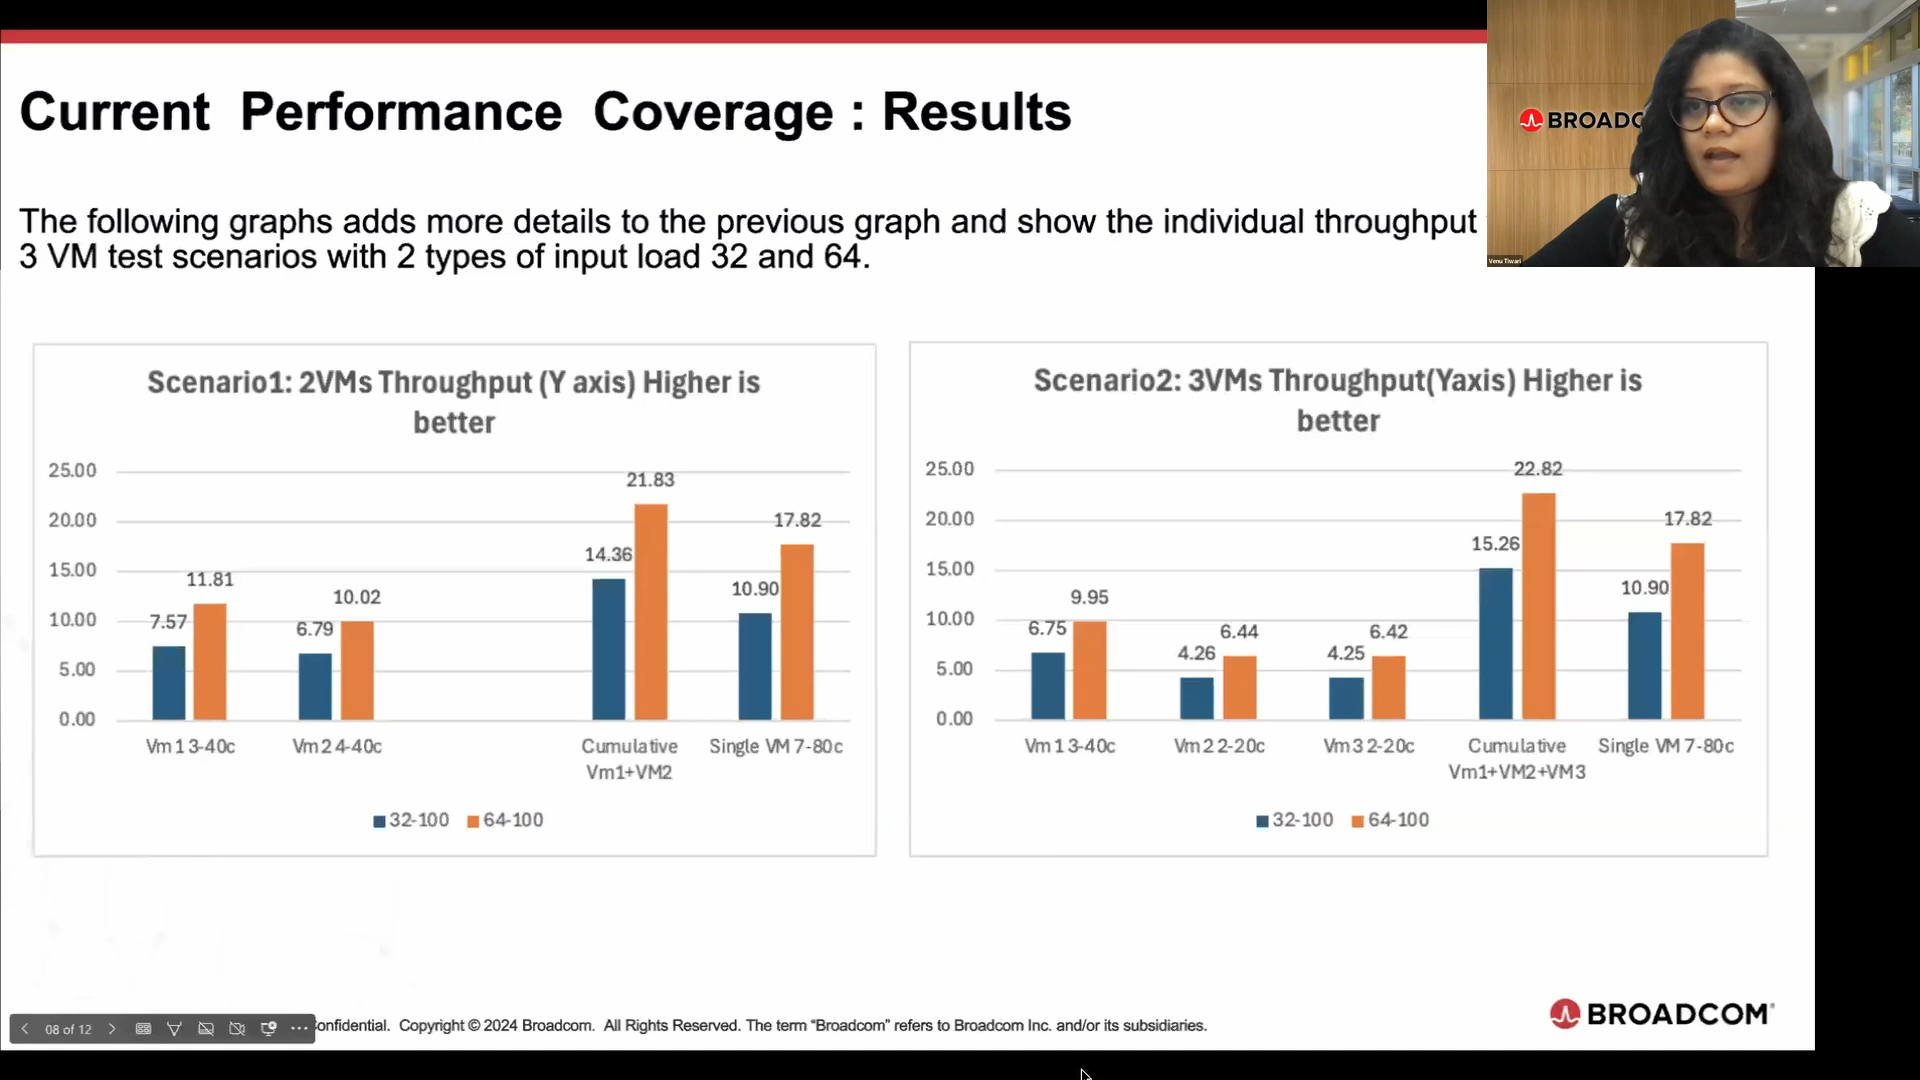 Current Performance Coverage : Results
BROADC
Venu Tiwari
The following graphs adds more details to the previous graph and show the individual throughput
3 VM test scenarios with 2 types of input load 32 and 64.
Scenario1: 2VMs Throughput (Y axis) Higher is
better
25.00
20.00
15.00
10.00
5.00
0.00
7.57
11.81
6.79
10.02
14.36
21.83
10.90
17.82
Vm1 3-40c
Vm2 4-40c
Cumulative
Vm1+VM2
Single VM 7-80c
32-100
64-100
Scenario2: 3VMs Throughput(Yaxis) Higher is
better
25.00
20.00
15.00
10.00
5.00
0.00
6.75
9.95
4.26
6.44
4.25
6.42
15.26
22.82
10.90
17.82
Vm1 3-40c
Vm2 2-20c
Vm3 2-20c
Cumulative
Vm1+VM2+VM3
Single VM 7-80c
32-100
64-100
08 of 12
onfidential. Copyright © 2024 Broadcom. All Rights Reserved. The term “Broadcom” refers to Broadcom Inc. and/or its subsidiaries.
BROADCOM®